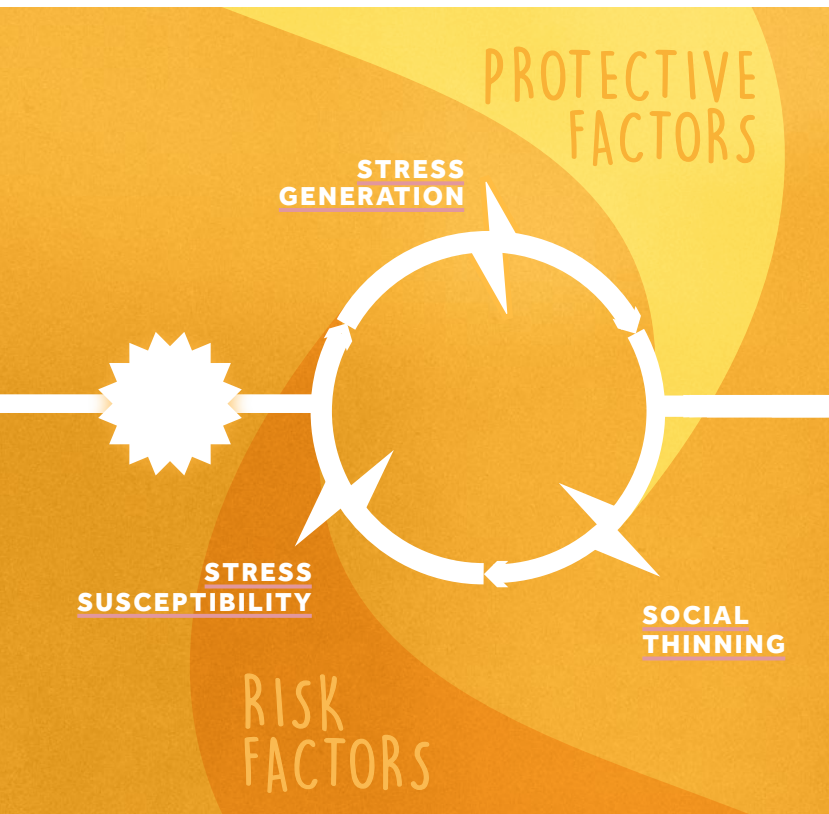 PROTECTIVE
FACTORS
STRESS
GENERATION
STRESS
SUSCEPTIBILITY
SOCIAL
THINNING
RISK
FACTORS